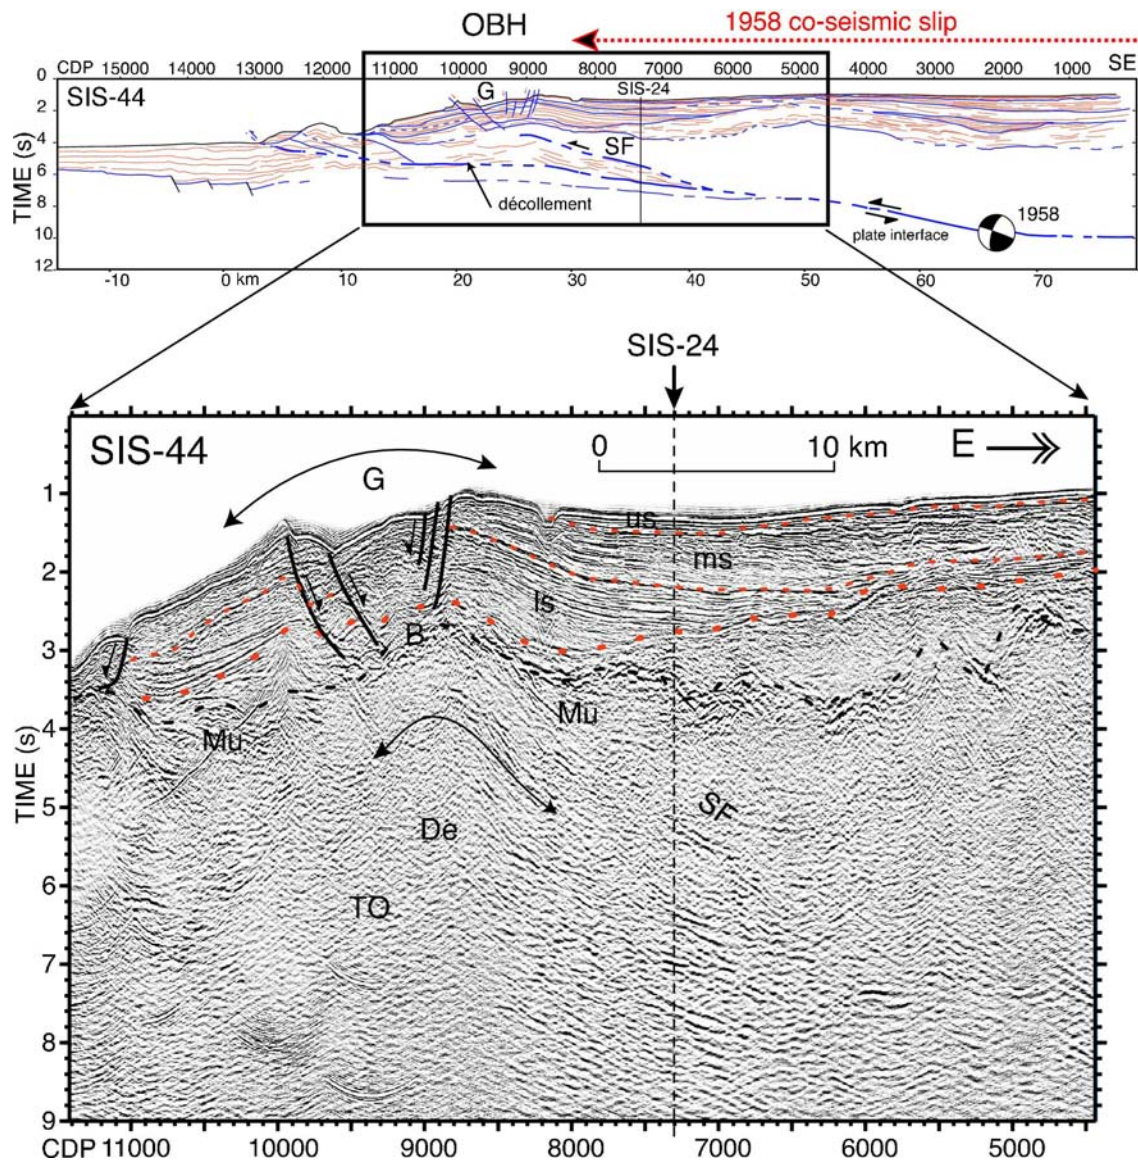 OBH
1958 co-seismic slip
CDP 15000 14000 13000 12000 11000 10000 9000 8000 7000 6000 5000 4000 3000 2000 1000 SE
SIS-44
G
SIS-24
SF
décollement
1958
plate interface
TIME (s)
0
2
4
6
8
10
12
-10 0 km 10 20 30 40 50 60 70
SIS-24
SIS-44
0 10 km
E
G
us
ms
ls
B
Mu
Mu
De
SF
TO
TIME (s)
1
2
3
4
5
6
7
8
9
CDP 11000 10000 9000 8000 7000 6000 5000